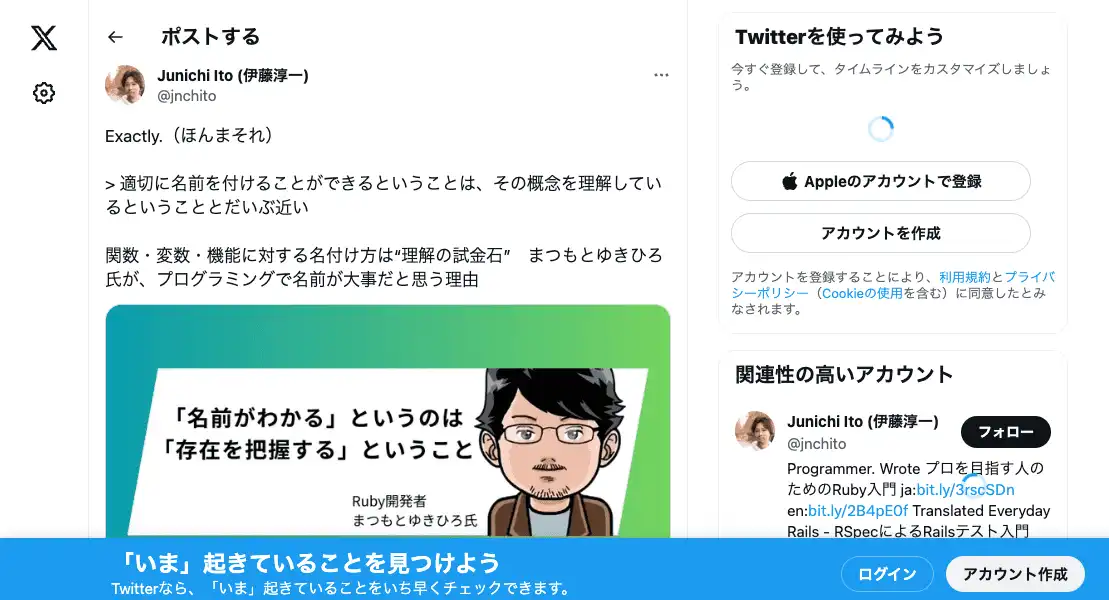 ポストする
Junichi Ito (伊藤淳一)
@jnchito
Exactly.（ほんまそれ）
> 適切に名前を付けることができるということは、その概念を理解してい
るということとだいぶ近い
関数・変数・機能に対する名付け方は“理解の試金石”　まつもとゆきひろ
氏が、プログラミングで名前が大事だと思う理由
「名前がわかる」というのは
「存在を把握する」ということ
Ruby開発者
まつもとゆきひろ氏
Twitterを使ってみよう
今すぐ登録して、タイムラインをカスタマイズしましょ
う。
Appleのアカウントで登録
アカウントを作成
アカウントを登録することにより、利用規約とプライバ
シーポリシー（Cookieの使用を含む）に同意したとみ
なされます。
関連性の高いアカウント
Junichi Ito (伊藤淳一)
@jnchito
フォロー
Programmer. Wrote プロを目指す人の
ためのRuby入門 ja:bit.ly/3rscSDn
en:bit.ly/2B4pE0f Translated Everyday
Rails - RSpecによるRailsテスト入門
「いま」起きていることを見つけよう
Twitterなら、「いま」起きていることをいち早くチェックできます。
ログイン
アカウント作成